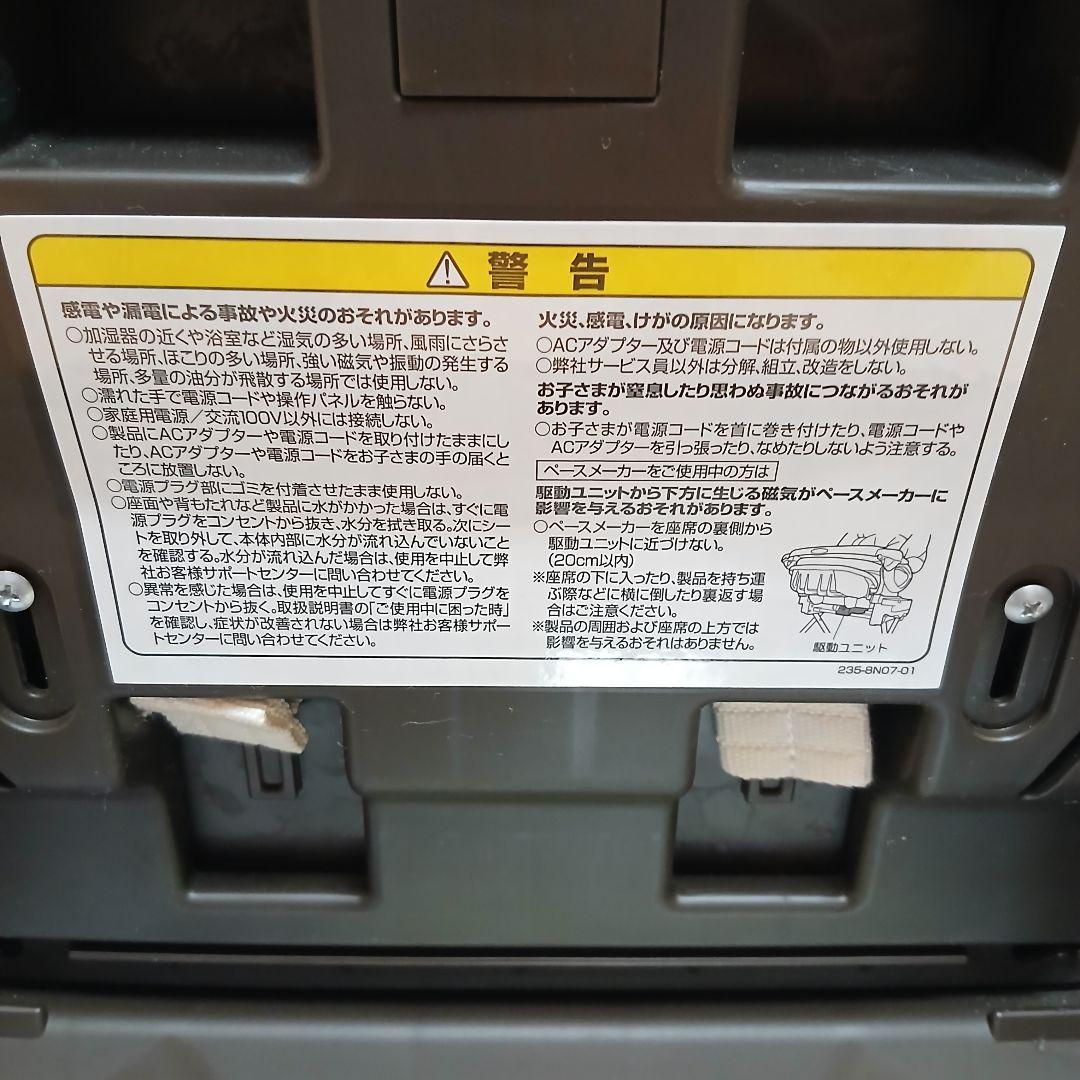 警告
感電や漏電による事故や火災のおそれがあります。
○加湿器の近くや浴室など湿気の多い場所、風雨にさらさ
せる場所、ほこりの多い場所、強い磁気や振動の発生する
場所、多量の油分が飛散する場所では使用しない。
○濡れた手で電源コードや操作パネルを触らない。
○家庭用電源／交流100V以外には接続しない。
○製品にACアダプターや電源コードを取り付けたままにし
たり、ACアダプターや電源コードをお子さまの手の届くと
ころに放置しない。
○電源プラグ部にゴミを付着させたまま使用しない。
○座面や背もたれなど製品に水がかかった場合は、すぐに電
源プラグをコンセントから抜き、水分を拭き取る。次にシー
トを取り外して、本体内部に水分が流れ込んでいないこと
を確認する。水分が流れ込んだ場合は、使用を中止して弊
社お客様サポートセンターに問い合わせてください。
○異常を感じた場合は、使用を中止してすぐに電源プラグを
コンセントから抜く。取扱説明書の「ご使用中に困った時」
を確認し、症状が改善されない場合は弊社お客様サポー
トセンターに問い合わせてください。
火災、感電、けがの原因になります。
○ACアダプター及び電源コードは付属の物以外使用しない。
○弊社サービス員以外は分解、組立、改造をしない。
お子さまが窒息したり思わぬ事故につながるおそれが
あります。
○お子さまが電源コードを首に巻き付けたり、電源コードや
ACアダプターを引っ張ったり、なめたりしないよう注意する。
ペースメーカーをご使用中の方は
駆動ユニットから下方に生じる磁気がペースメーカーに
影響を与えるおそれがあります。
○ペースメーカーを座席の裏側から
駆動ユニットに近づけない。
(20cm以内)
※座席の下に入ったり、製品を持ち運
ぶ際などに横に倒したり裏返す場
合はご注意ください。
※製品の周囲および座席の上方では
影響を与えるおそれはありません。
駆動ユニット
235-8N07-01